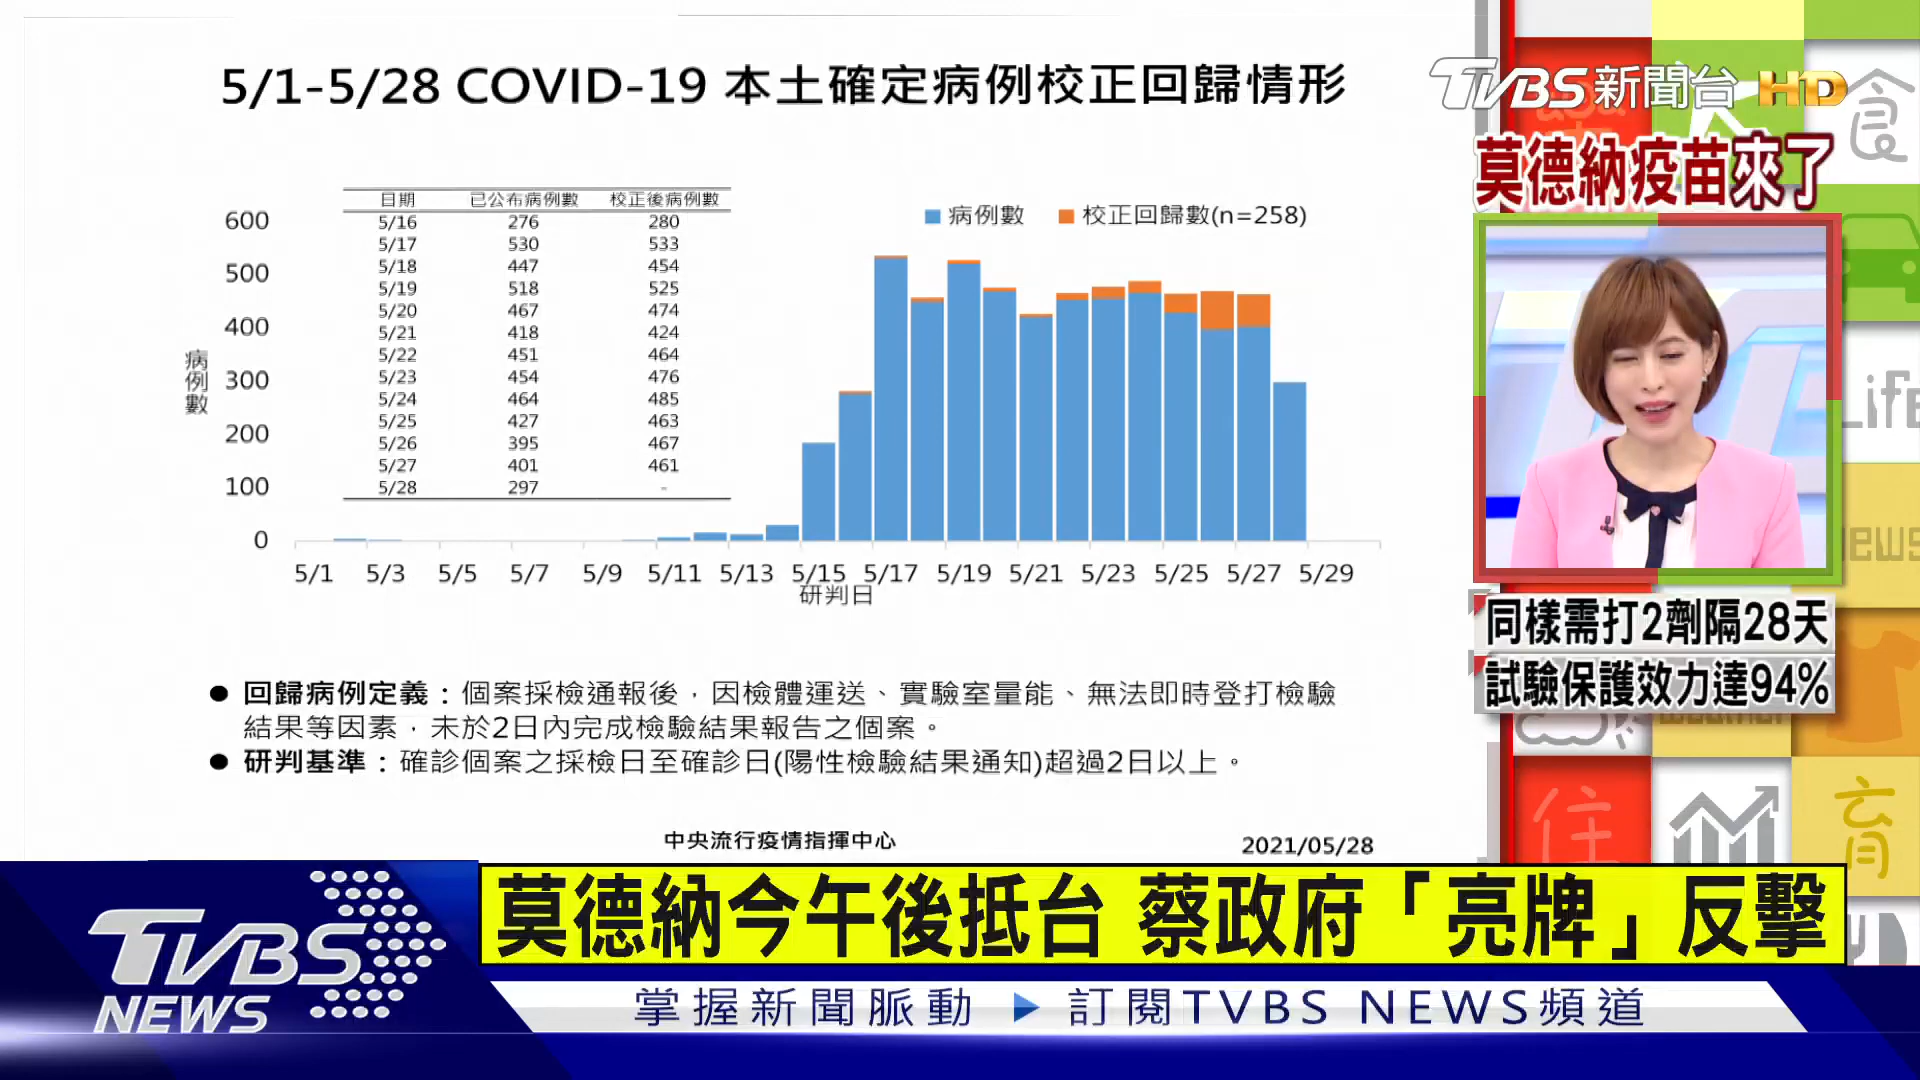 5/1-5/28 COVID-19 本土確定病例校正回歸情形
日期 已公布病例數 校正後病例數
5/16 276 280
5/17 530 533
5/18 447 454
5/19 518 525
5/20 467 474
5/21 418 424
5/22 451 464
5/23 454 476
5/24 464 485
5/25 427 463
5/26 395 467
5/27 401 461
5/28 297 -
病例數 校正回歸數(n=258)
600
500
400
300
200
100
0
病例數
5/1 5/3 5/5 5/7 5/9 5/11 5/13 5/15 5/17 5/19 5/21 5/23 5/25 5/27 5/29
研判日
● 回歸病例定義：個案採檢通報後，因檢體運送、實驗室量能、無法即時登打檢驗
結果等因素，未於2日內完成檢驗結果報告之個案。
● 研判基準：確診個案之採檢日至確診日(陽性檢驗結果通知)超過2日以上。
中央流行疫情指揮中心
2021/05/28
TVBS新聞台 HD
莫德納疫苗來了
食
Life
news
同樣需打2劑隔28天
試驗保護效力達94%
weather
住
育
TVBS
NEWS
莫德納今午後抵台 蔡政府「亮牌」反擊
掌握新聞脈動 ▶ 訂閱TVBS NEWS頻道